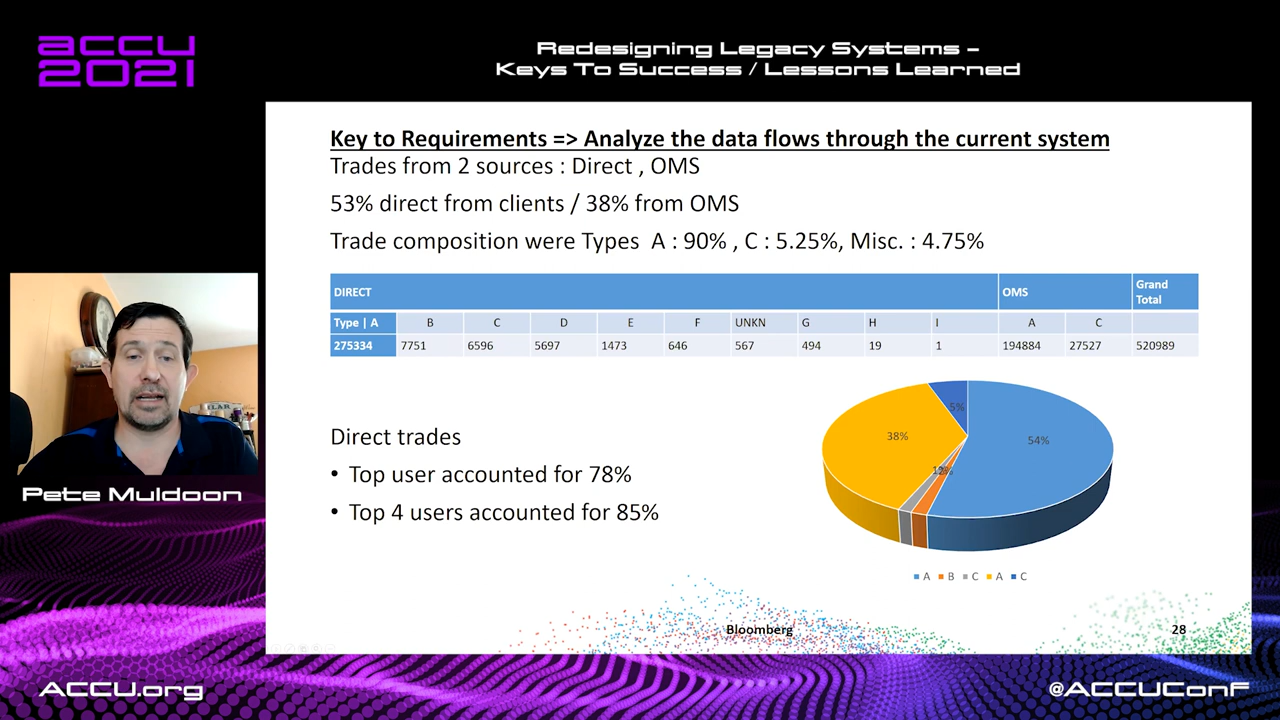 accu
2021
Redesigning Legacy Systems –
Keys To Success / Lessons Learned
Key to Requirements => Analyze the data flows through the current system
Trades from 2 sources : Direct , OMS
53% direct from clients / 38% from OMS
Trade composition were Types A : 90% , C : 5.25%, Misc. : 4.75%
DIRECT OMS Grand
Total
Type | A B C D E F UNKN G H I A C
275334 7751 6596 5697 1473 646 567 494 19 1 194884 27527 520989
5%
38% 54%
Direct trades
• Top user accounted for 78%
• Top 4 users accounted for 85%
Pete Muldoon
A B C A C
Bloomberg 28
ACCU.org @ACCUConf